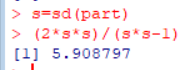 > s=sd(part)
> (2*s*s)/(s*s-1)
[1] 5.908797